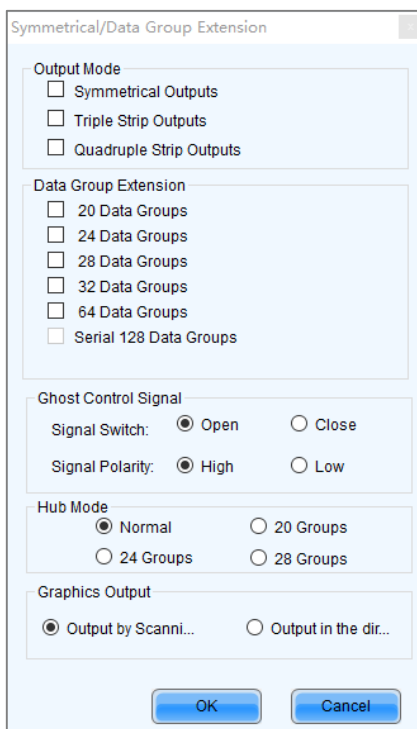 Symmetrical/Data Group Extension
Output Mode
Symmetrical Outputs
Triple Strip Outputs
Quadruple Strip Outputs
Data Group Extension
20 Data Groups
24 Data Groups
28 Data Groups
32 Data Groups
64 Data Groups
Serial 128 Data Groups
Ghost Control Signal
Signal Switch: Open Close
Signal Polarity: High Low
Hub Mode
Normal 20 Groups
24 Groups 28 Groups
Graphics Output
Output by Scanni... Output in the dir...
OK Cancel